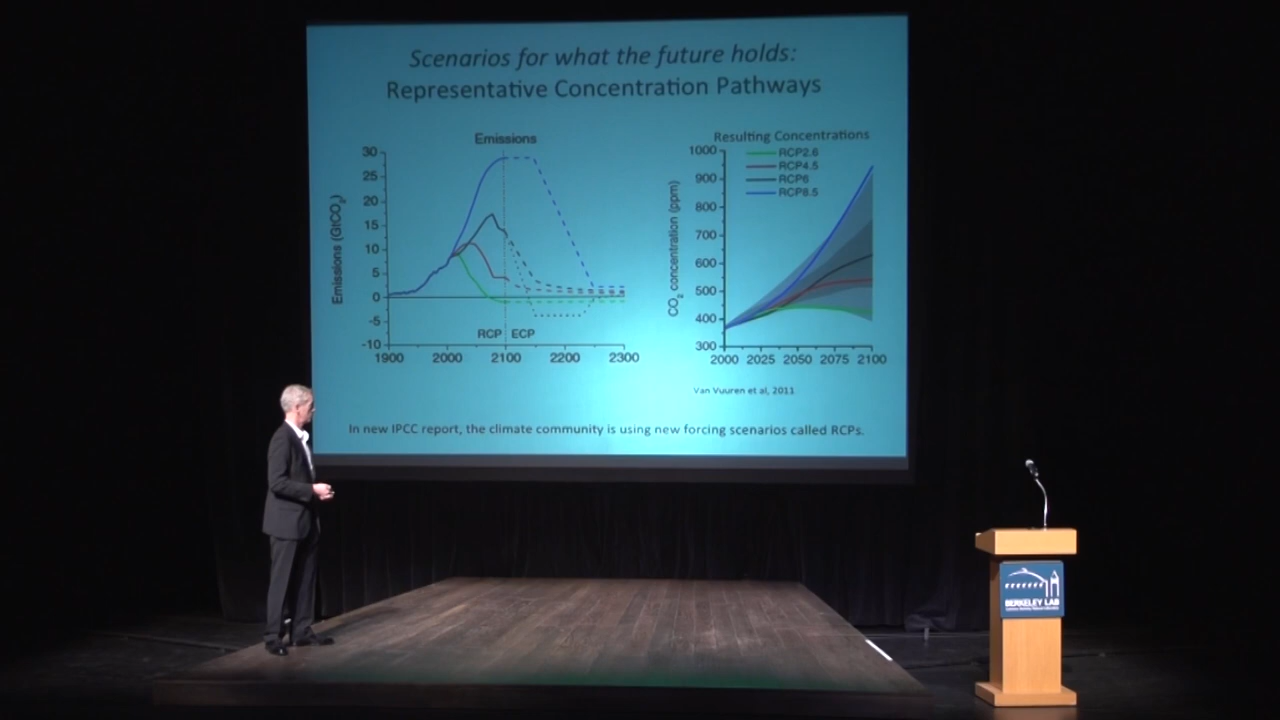 Scenarios for what the future holds:
Representative Concentration Pathways
Emissions
30
25
20
15
10
5
0
-5
-10
Emissions (GtCO2)
RCP
ECP
1900
2000
2100
2200
2300
Resulting Concentrations
RCP2.6
RCP4.5
RCP6
RCP8.5
1000
900
800
700
600
500
400
300
CO2 concentration (ppm)
2000
2025
2050
2075
2100
Van Vuuren et al, 2011
In new IPCC report, the climate community is using new forcing scenarios called RCPs.
BERKELEY LAB